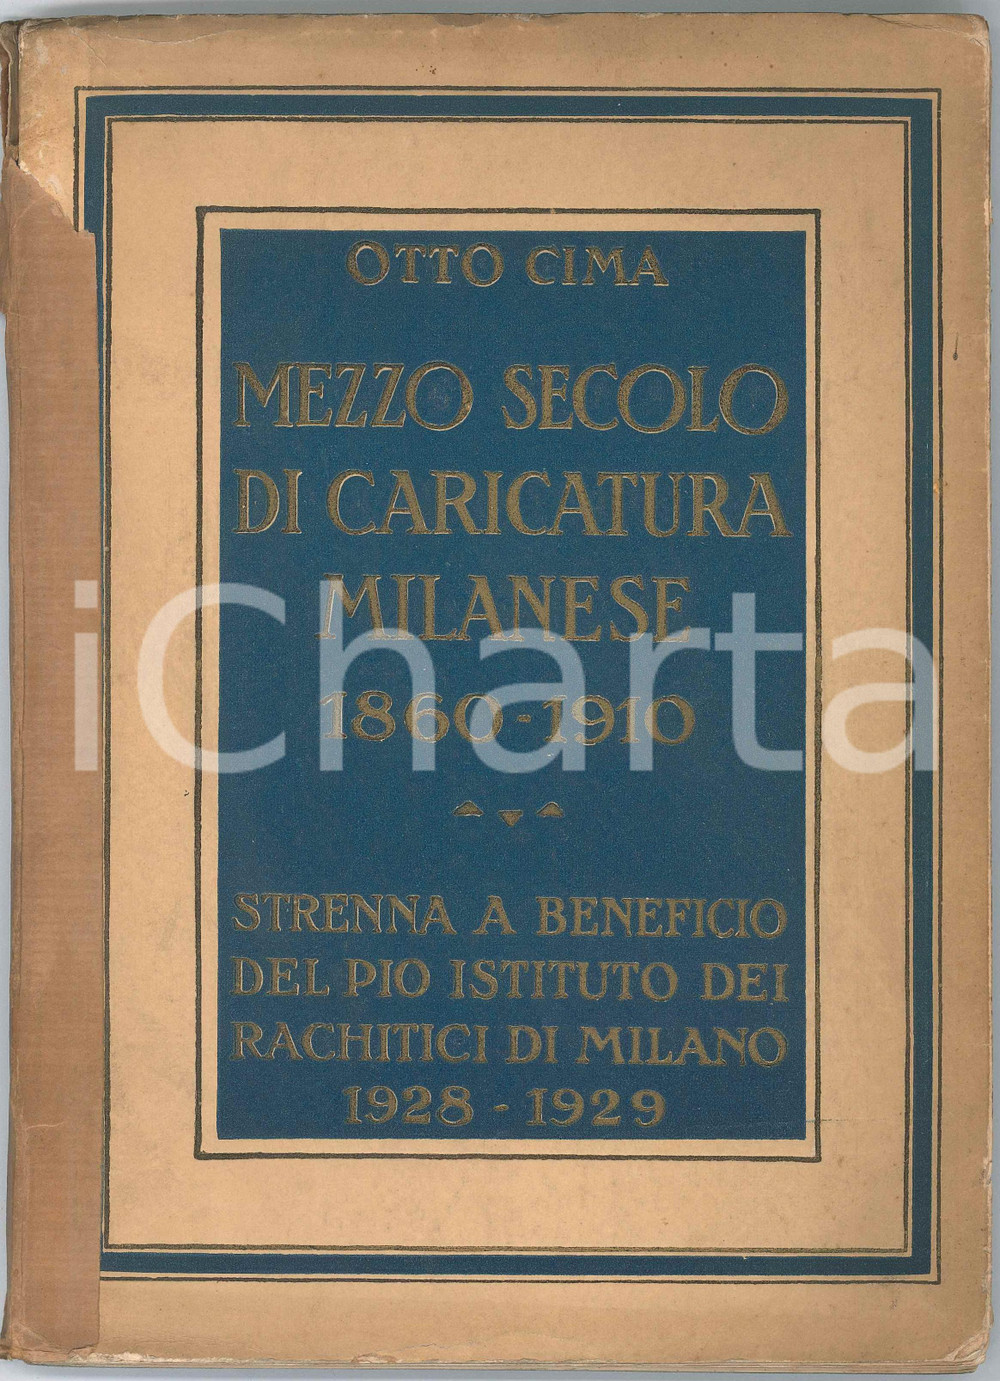 OTTO CIMA
MEZZO SECOLO
DI CARICATURA
MILANESE
1860-1910
STRENNA A BENEFICIO
DEL PIO ISTITUTO DEI
RACHITICI DI MILANO
1928 - 1929
iCharta